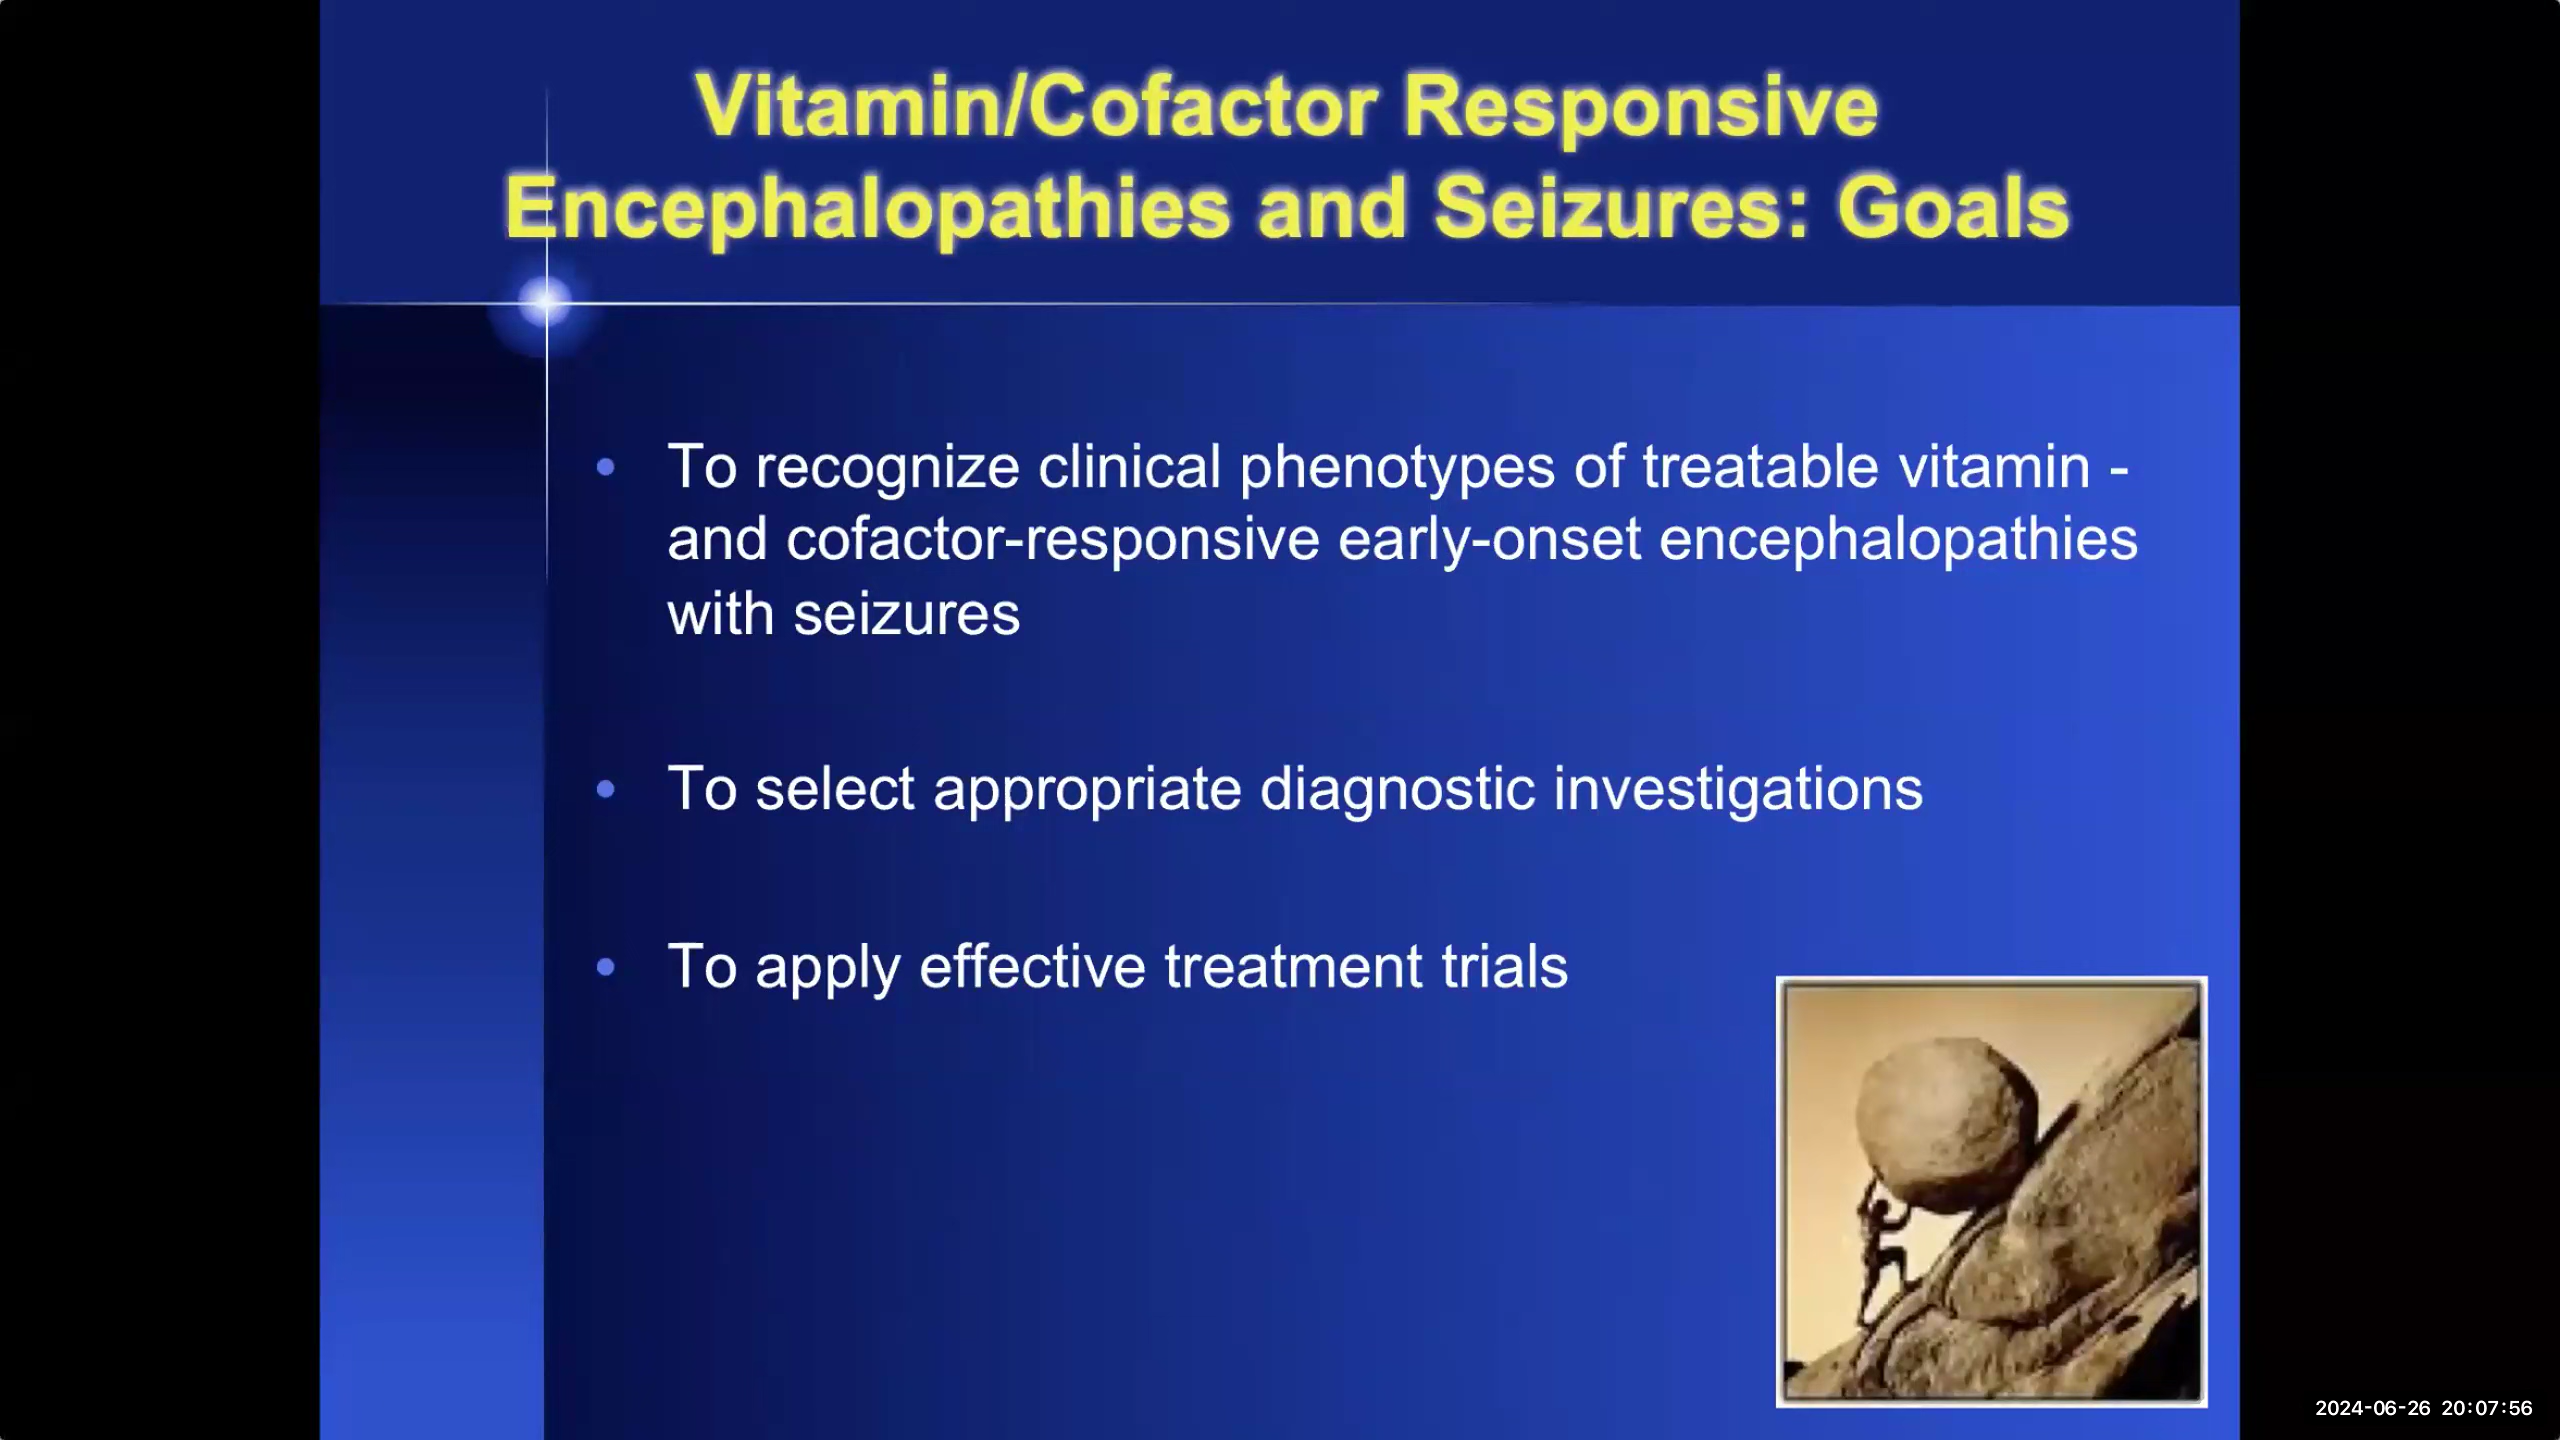 Vitamin/Cofactor Responsive
Encephalopathies and Seizures: Goals
• To recognize clinical phenotypes of treatable vitamin -
and cofactor-responsive early-onset encephalopathies
with seizures
• To select appropriate diagnostic investigations
• To apply effective treatment trials
2024-06-26 20:07:56